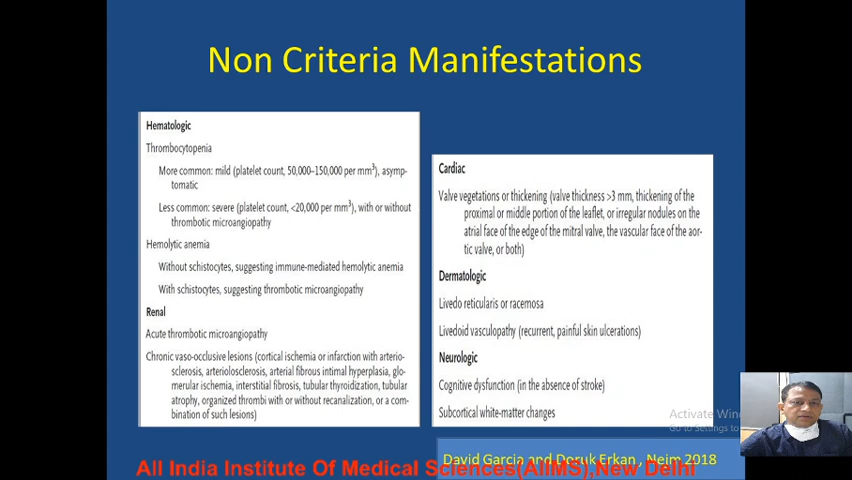 Non Criteria Manifestations
Hematologic
Thrombocytopenia
More common: mild (platelet count, 50,000–150,000 per mm³), asymp-
tomatic
Less common: severe (platelet count, <20,000 per mm³), with or without
thrombotic microangiopathy
Hemolytic anemia
Without schistocytes, suggesting immune-mediated hemolytic anemia
With schistocytes, suggesting thrombotic microangiopathy
Renal
Acute thrombotic microangiopathy
Chronic vaso-occlusive lesions (cortical ischemia or infarction with arterio-
sclerosis, arteriolosclerosis, arterial fibrous intimal hyperplasia, glo-
merular ischemia, interstitial fibrosis, tubular thyroidization, tubular
atrophy, organized thrombi with or without recanalization, or a com-
bination of such lesions)
Cardiac
Valve vegetations or thickening (valve thickness >3 mm, thickening of the
proximal or middle portion of the leaflet, or irregular nodules on the
atrial face of the edge of the mitral valve, the vascular face of the aor-
tic valve, or both)
Dermatologic
Livedo reticularis or racemosa
Livedoid vasculopathy (recurrent, painful skin ulcerations)
Neurologic
Cognitive dysfunction (in the absence of stroke)
Subcortical white-matter changes
Activate Wind
Go to Settings to
David Garcia and Doruk Erkan , Nejm 2018
All India Institute Of Medical Sciences(AIIMS),New Delhi